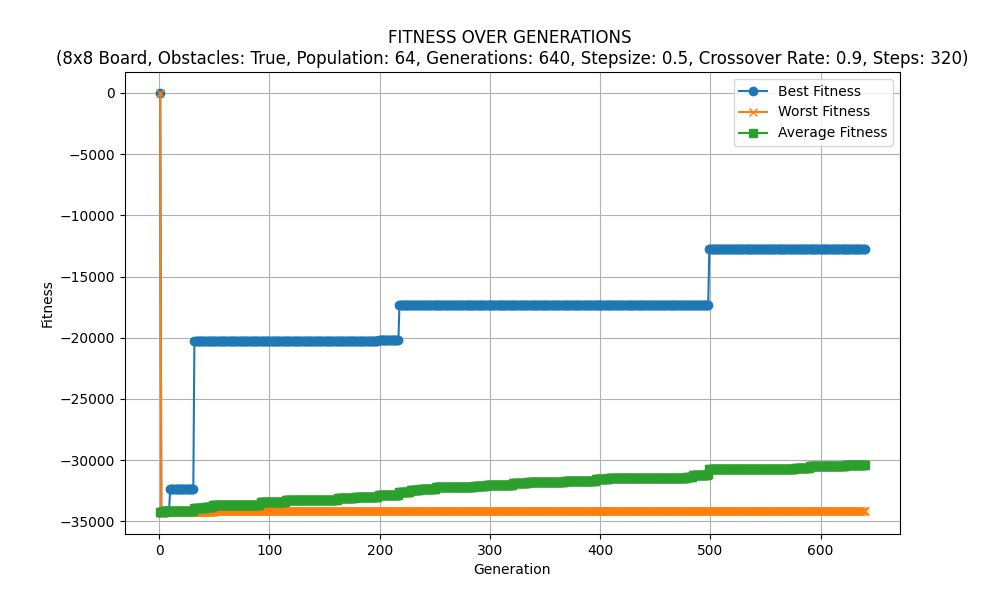 FITNESS OVER GENERATIONS
(8x8 Board, Obstacles: True, Population: 64, Generations: 640, Stepsize: 0.5, Crossover Rate: 0.9, Steps: 320)
Best Fitness
Worst Fitness
Average Fitness
Fitness
0
−5000
−10000
−15000
−20000
−25000
−30000
−35000
0 100 200 300 400 500 600
Generation